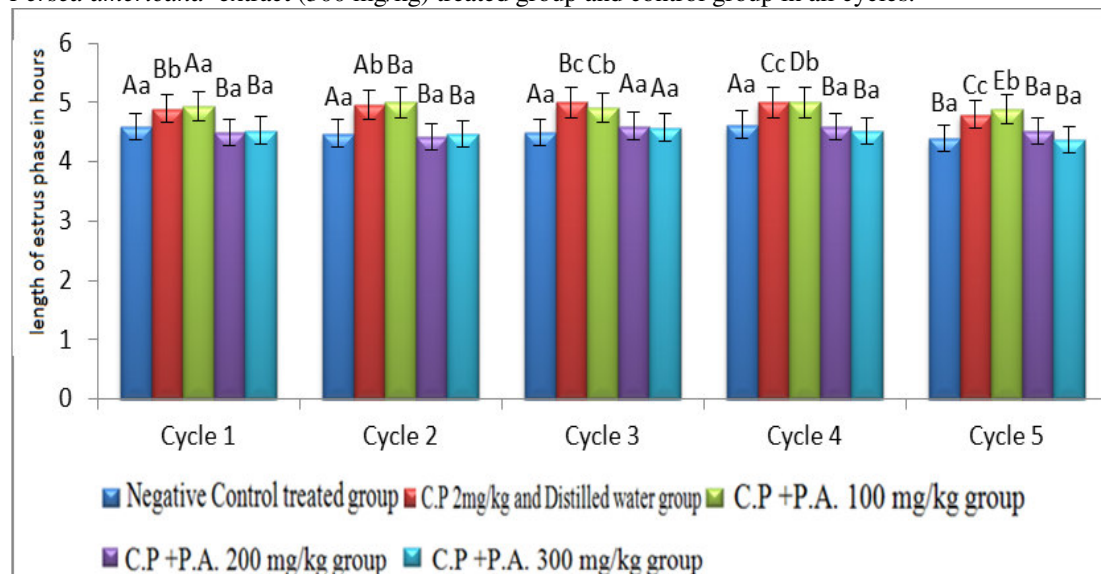 Persea americana extract (300 mg/kg) treated group and control group in all cycles.
6
5
4
3
2
1
0
length of estrus phase in hours
Aa Bb Aa Ba Ba
Aa Ab Ba Ba Ba
Aa Bc Cb Aa Aa
Aa Cc Db Ba Ba
Ba Cc Eb Ba Ba
Cycle 1 Cycle 2 Cycle 3 Cycle 4 Cycle 5
Negative Control treated group C.P 2mg/kg and Distilled water group C.P +P.A. 100 mg/kg group
C.P +P.A. 200 mg/kg group C.P +P.A. 300 mg/kg group